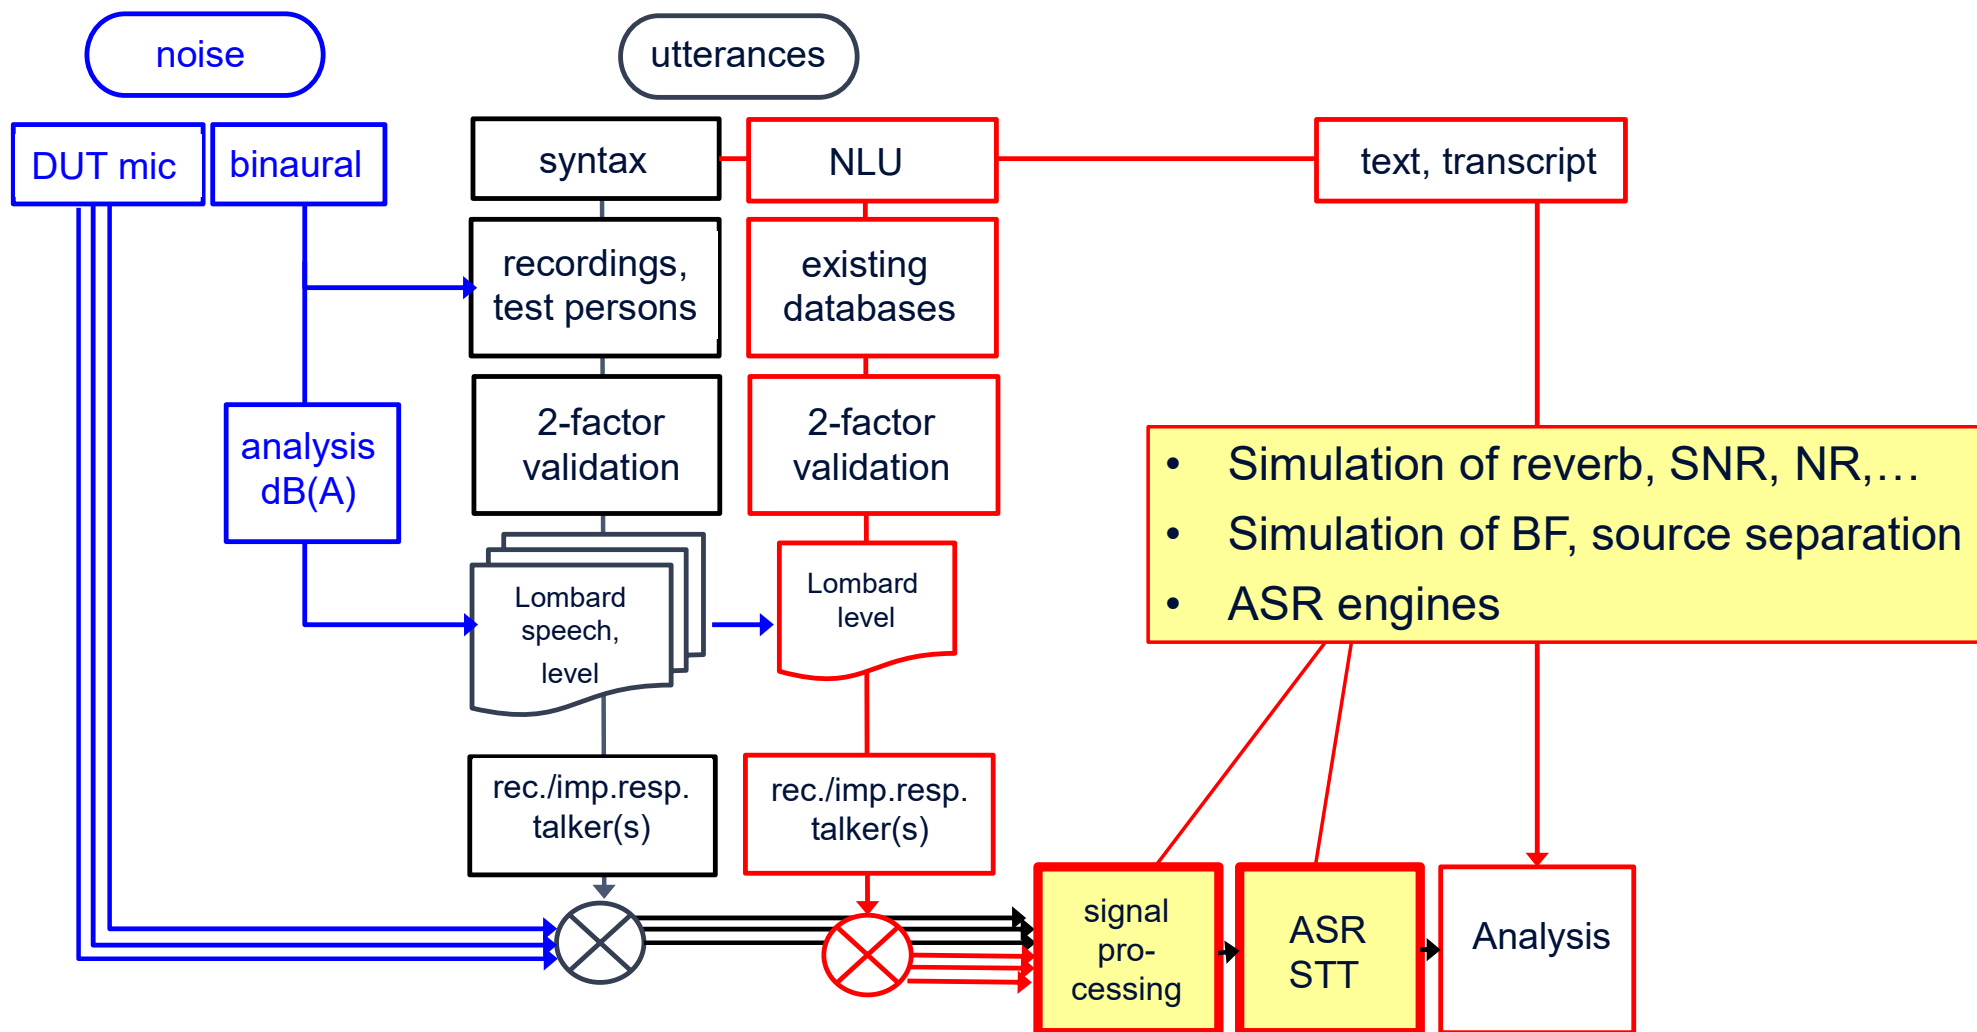 noise
utterances
DUT mic
binaural
syntax
NLU
text, transcript
recordings,
test persons
existing
databases
analysis
dB(A)
2-factor
validation
2-factor
validation
• Simulation of reverb, SNR, NR,…
• Simulation of BF, source separation
• ASR engines
Lombard
speech,
level
Lombard
level
rec./imp.resp.
talker(s)
rec./imp.resp.
talker(s)
signal
pro-
cessing
ASR
STT
Analysis